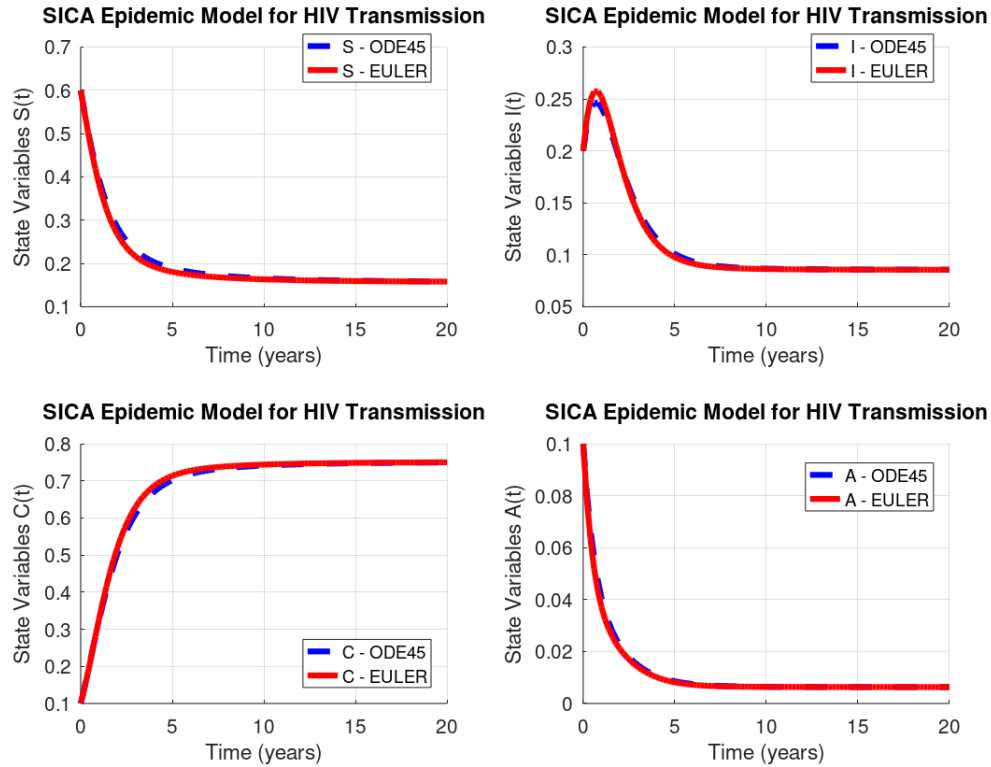 SICA Epidemic Model for HIV Transmission
State Variables S(t)
0.7
0.6
0.5
0.4
0.3
0.2
0.1
S - ODE45
S - EULER
0
5
10
15
20
Time (years)
SICA Epidemic Model for HIV Transmission
State Variables I(t)
0.3
0.25
0.2
0.15
0.1
0.05
I - ODE45
I - EULER
0
5
10
15
20
Time (years)
SICA Epidemic Model for HIV Transmission
State Variables C(t)
0.8
0.7
0.6
0.5
0.4
0.3
0.2
0.1
C - ODE45
C - EULER
0
5
10
15
20
Time (years)
SICA Epidemic Model for HIV Transmission
State Variables A(t)
0.1
0.08
0.06
0.04
0.02
0
A - ODE45
A - EULER
0
5
10
15
20
Time (years)